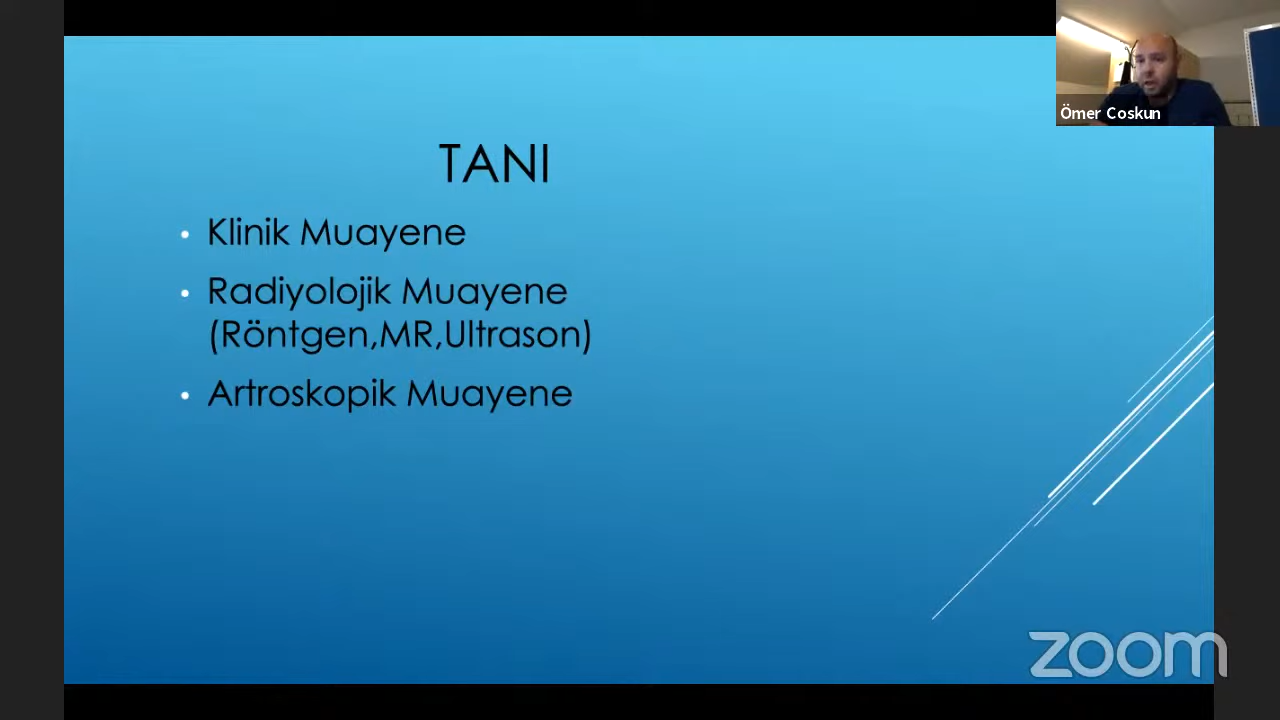 Ömer Coskun
TANI
Klinik Muayene
Radiyolojik Muayene
(Röntgen,MR,Ultrason)
Artroskopik Muayene
zoom